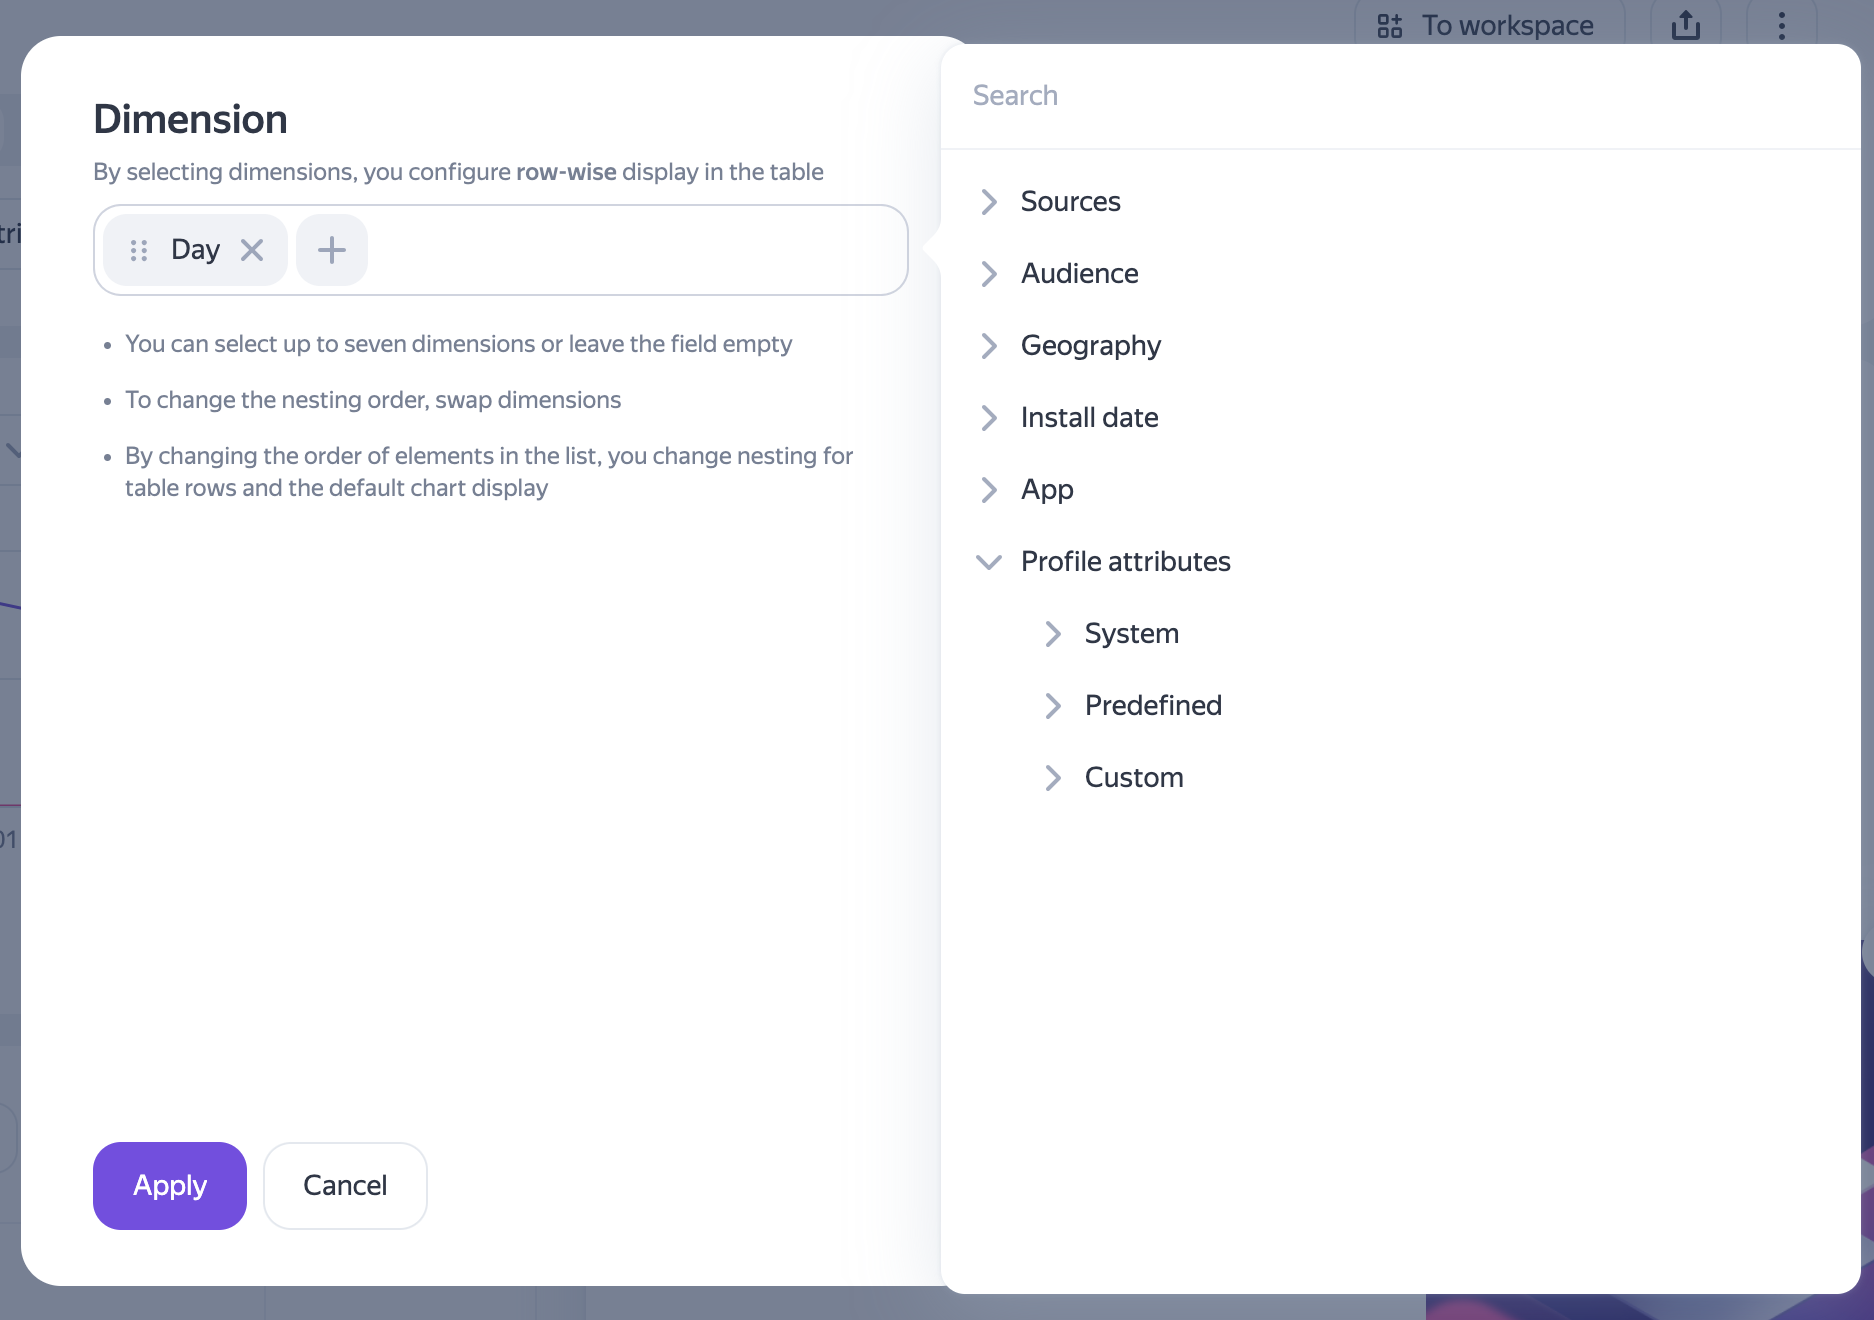 To workspace
Dimension
By selecting dimensions, you configure row-wise display in the table
Day
You can select up to seven dimensions or leave the field empty
To change the nesting order, swap dimensions
By changing the order of elements in the list, you change nesting for
table rows and the default chart display
Apply
Cancel
Search
Sources
Audience
Geography
Install date
App
Profile attributes
System
Predefined
Custom